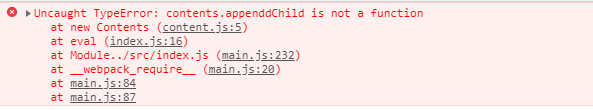 Uncaught TypeError: contents.appenddChild is not a function
at new Contents (content.js:5)
at eval (index.js:16)
at Module../src/index.js (main.js:232)
at __webpack_require__ (main.js:20)
at main.js:84
at main.js:87